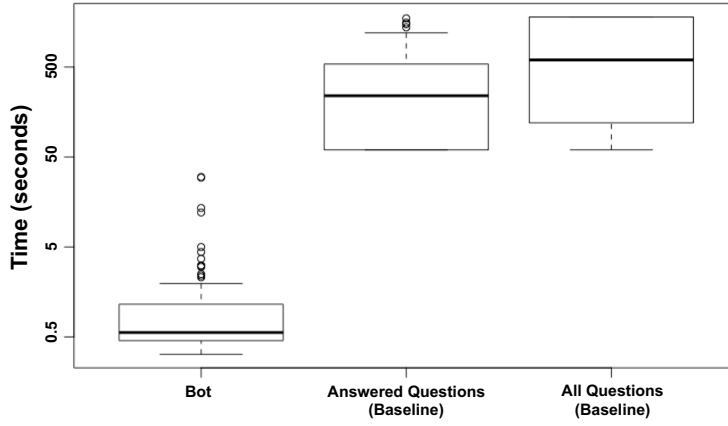 Time (seconds)
500
50
5
0.5
Bot
Answered Questions
(Baseline)
All Questions
(Baseline)